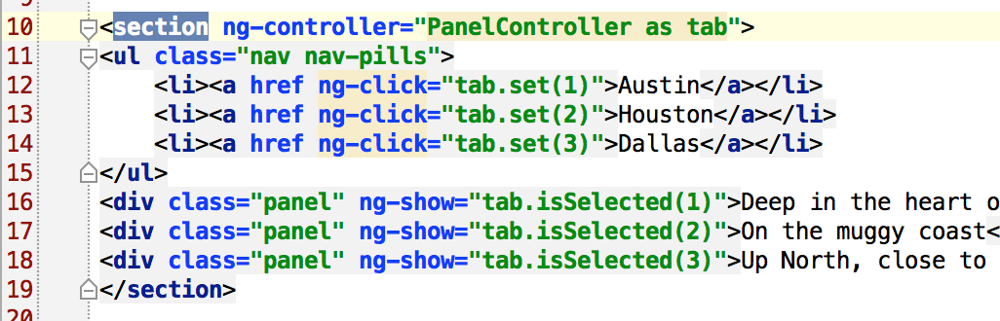 9
10 <section ng-controller="PanelController as tab">
11 <ul class="nav nav-pills">
12 <li><a href ng-click="tab.set(1)">Austin</a></li>
13 <li><a href ng-click="tab.set(2)">Houston</a></li>
14 <li><a href ng-click="tab.set(3)">Dallas</a></li>
15 </ul>
16 <div class="panel" ng-show="tab.isSelected(1)">Deep in the heart o
17 <div class="panel" ng-show="tab.isSelected(2)">On the muggy coast<
18 <div class="panel" ng-show="tab.isSelected(3)">Up North, close to
19 </section>
20